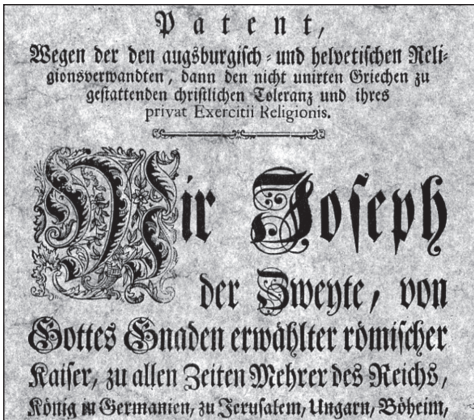 Patent,
Wegen der den augsburgisch- und helvetischen Reli-
gionsverwandten, dann den nicht unirten Griechen zu
gestattenden christlichen Toleranz und ihres
privat Exercitii Religionis.
Wir Joseph
der Zweyte, von
Gottes Gnaden erwählter römischer
Kaiser, zu allen Zeiten Mehrer des Reichs,
König in Germanien, zu Jerusalem, Ungarn, Böheim,